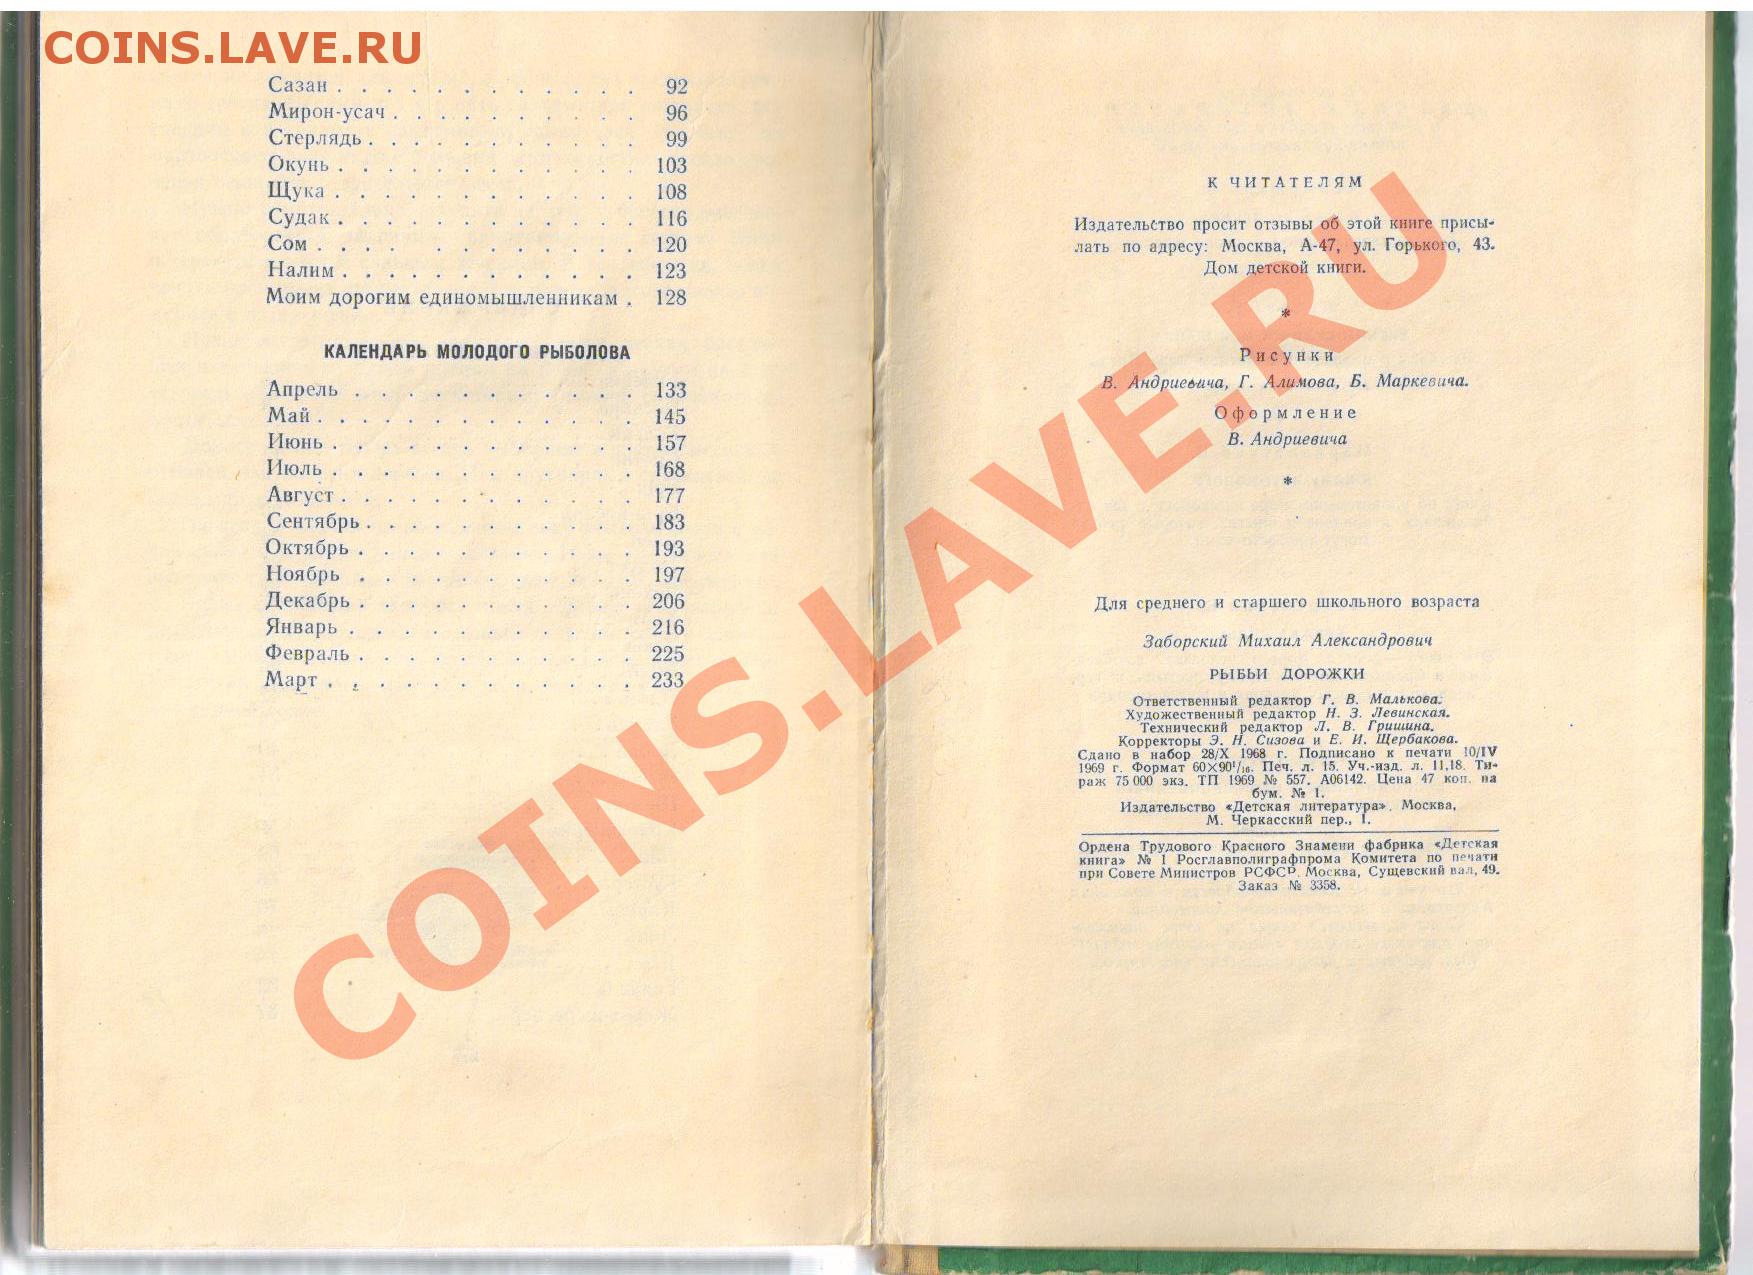 COINS.LAVE.RU
Сазан . . . . . . . . . . . . 92
Мирон-усач . . . . . . . . . . 96
Стерлядь . . . . . . . . . . . 99
Окунь . . . . . . . . . . . . 103
Щука . . . . . . . . . . . . 108
Судак . . . . . . . . . . . . 116
Сом . . . . . . . . . . . . 120
Налим . . . . . . . . . . . . 123
Моим дорогим единомышленникам . 128
КАЛЕНДАРЬ МОЛОДОГО РЫБОЛОВА
Апрель . . . . . . . . . . . 133
Май . . . . . . . . . . . . . 145
Июнь . . . . . . . . . . . . 157
Июль . . . . . . . . . . . . 168
Август . . . . . . . . . . . . 177
Сентябрь . . . . . . . . . . . 183
Октябрь . . . . . . . . . . . 193
Ноябрь . . . . . . . . . . . 197
Декабрь . . . . . . . . . . . 206
Январь . . . . . . . . . . . 216
Февраль . . . . . . . . . . . 225
Март . . . . . . . . . . . . 233
К ЧИТАТЕЛЯМ
Издательство просит отзывы об этой книге присы-
лать по адресу: Москва, А-47, ул. Горького, 43.
Дом детской книги.
*
Рисунки
В. Андриевича, Г. Алимова, Б. Маркевича.
Оформление
В. Андриевича
*
Для среднего и старшего школьного возраста
Заборский Михаил Александрович
РЫБЬИ ДОРОЖКИ
Ответственный редактор Г. В. Малькова.
Художественный редактор Н. З. Левинская.
Технический редактор Л. В. Гришина.
Корректоры Э. Н. Сизова и Е. И. Щербакова.
Сдано в набор 28/X 1968 г. Подписано к печати 10/IV
1969 г. Формат 60×90¹/₁₆. Печ. л. 15. Уч.-изд. л. 11,18. Ти-
раж 75 000 экз. ТП 1969 № 557. А06142. Цена 47 коп. на
бум. № 1.
Издательство «Детская литература». Москва,
М. Черкасский пер., 1.
Ордена Трудового Красного Знамени фабрика «Детская
книга» № 1 Росглавполиграфпрома Комитета по печати
при Совете Министров РСФСР. Москва, Сущевский вал, 49.
Заказ № 3358.
COINS.LAVE.RU